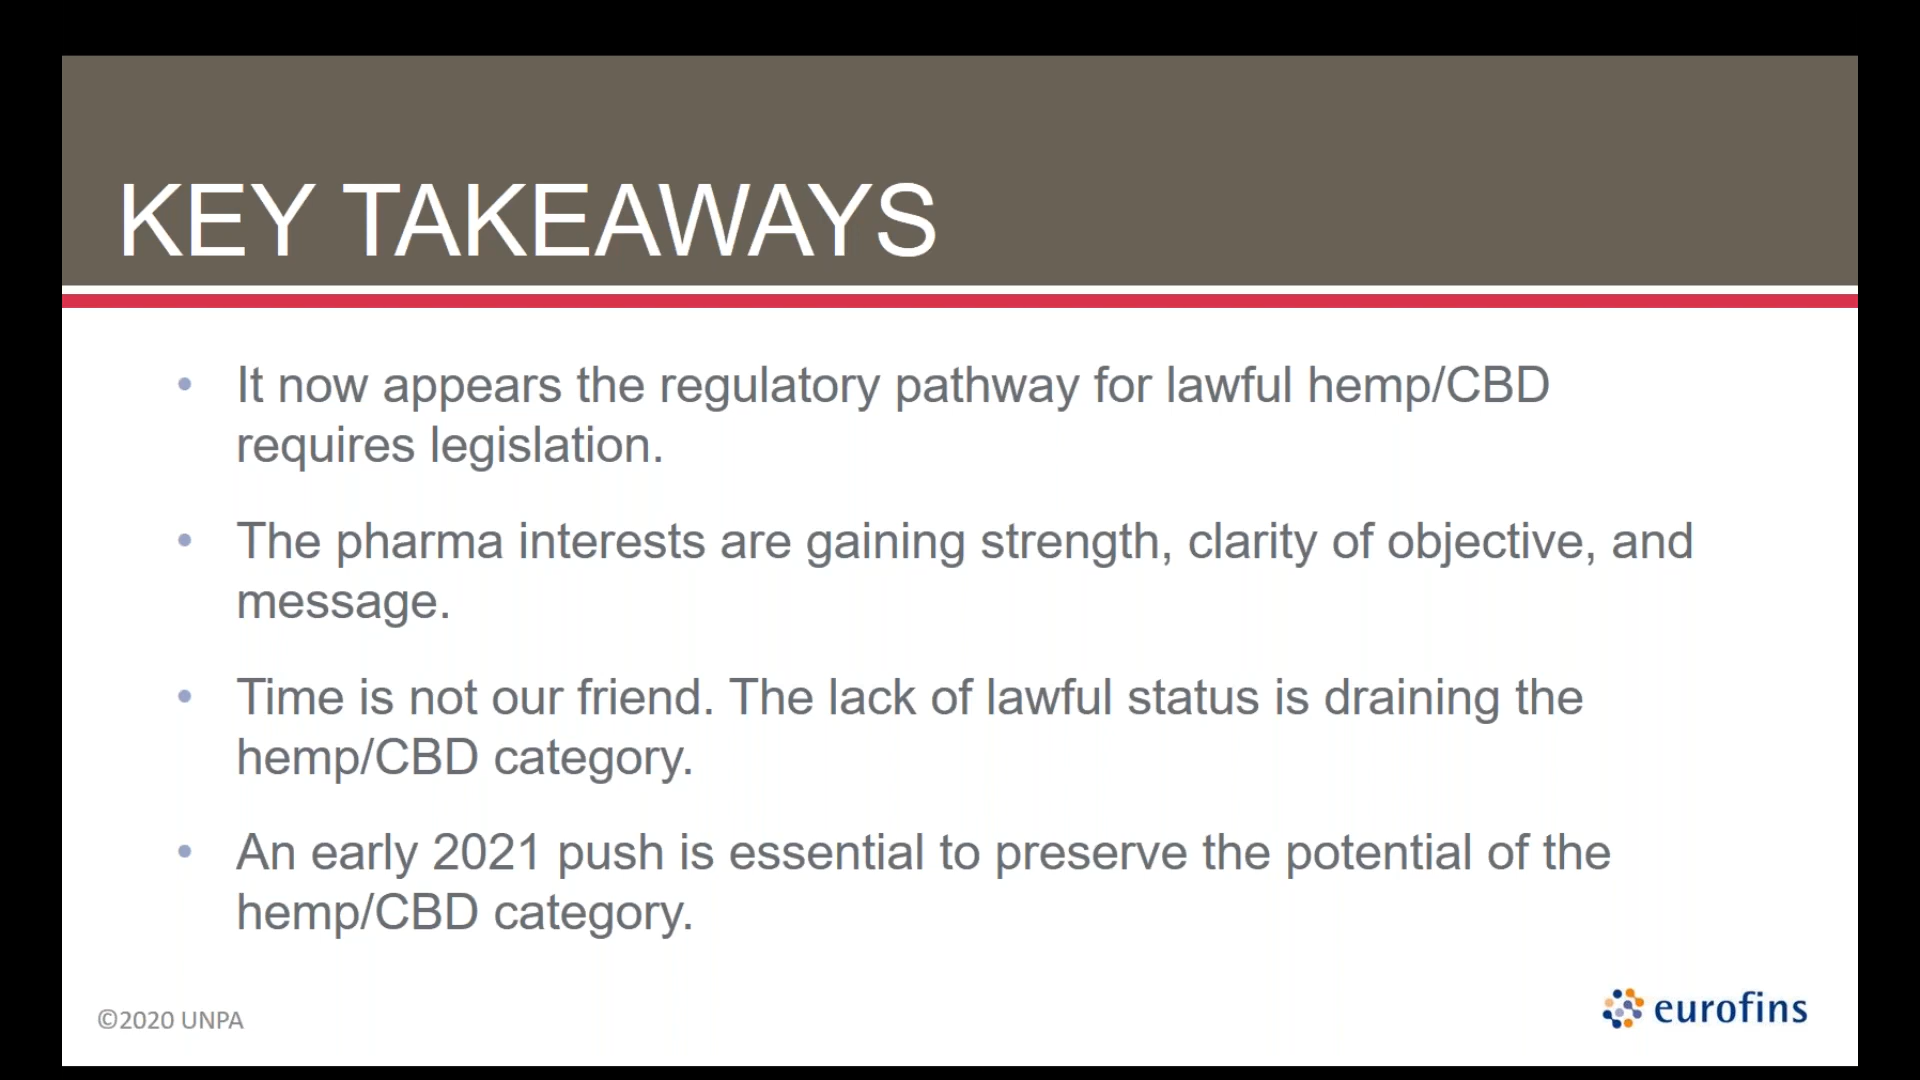 KEY TAKEAWAYS
• It now appears the regulatory pathway for lawful hemp/CBD
requires legislation.
• The pharma interests are gaining strength, clarity of objective, and
message.
• Time is not our friend. The lack of lawful status is draining the
hemp/CBD category.
• An early 2021 push is essential to preserve the potential of the
hemp/CBD category.
©2020 UNPA
eurofins